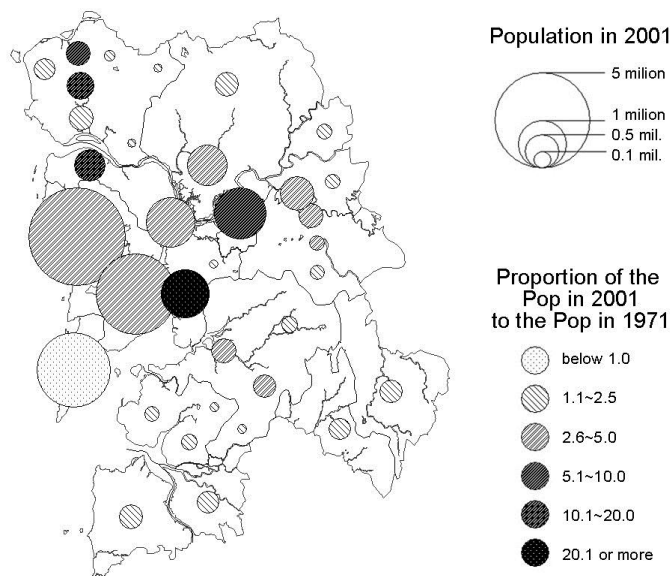 Population in 2001
5 milion
1 milion
0.5 mil.
0.1 mil.
Proportion of the
Pop in 2001
to the Pop in 1971
below 1.0
1.1~2.5
2.6~5.0
5.1~10.0
10.1~20.0
20.1 or more